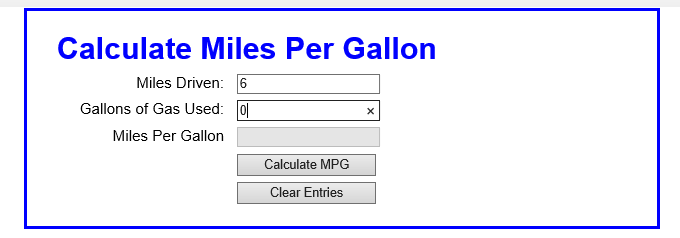 Calculate Miles Per Gallon
Miles Driven: 6
Gallons of Gas Used: 0 ×
Miles Per Gallon
Calculate MPG
Clear Entries